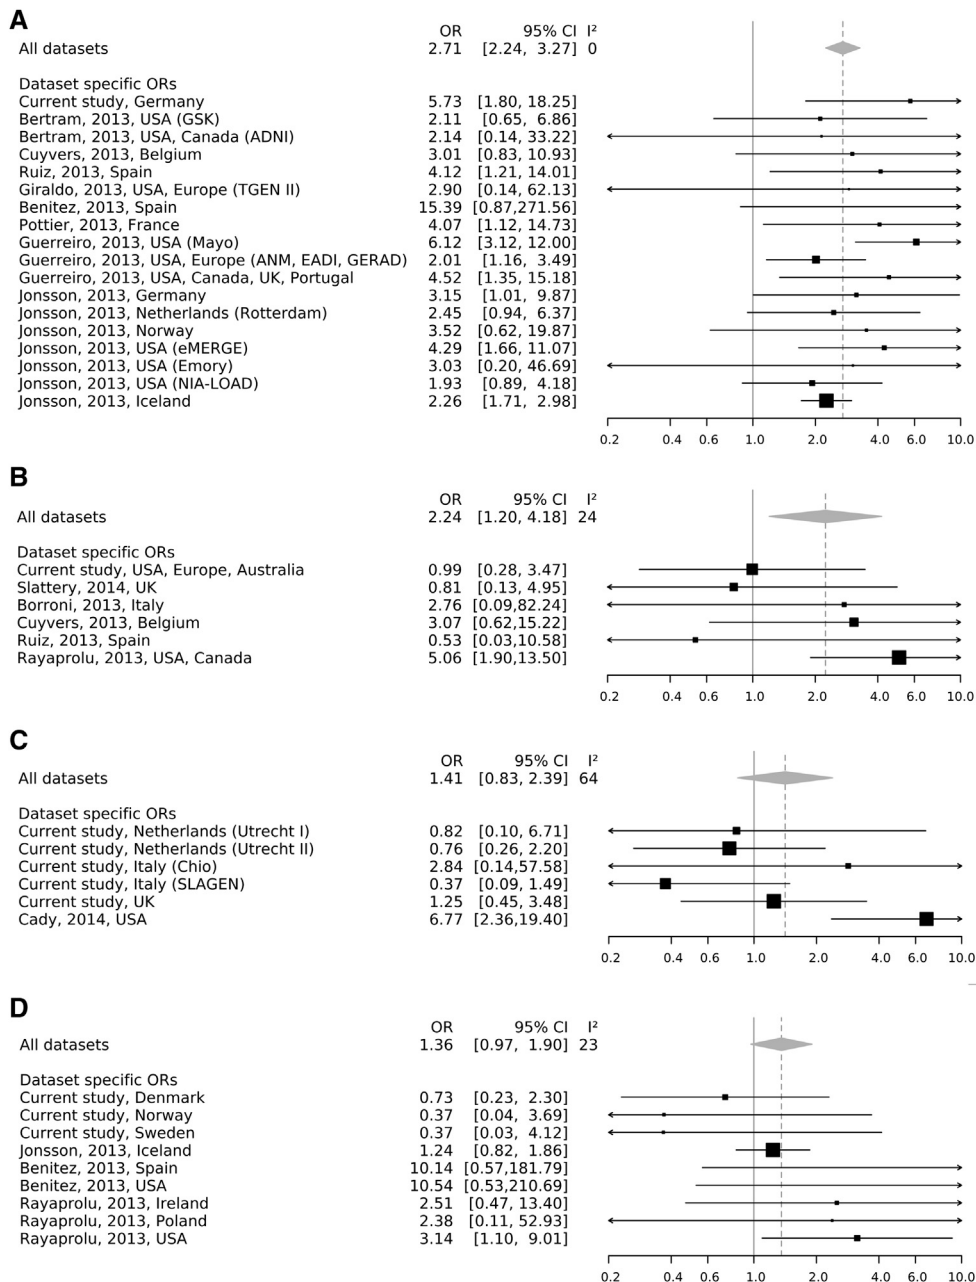 A
OR 95% CI I²
All datasets 2.71 [2.24, 3.27] 0
Dataset specific ORs
Current study, Germany 5.73 [1.80, 18.25]
Bertram, 2013, USA (GSK) 2.11 [0.65, 6.86]
Bertram, 2013, USA, Canada (ADNI) 2.14 [0.14, 33.22]
Cuyvers, 2013, Belgium 3.01 [0.83, 10.93]
Ruiz, 2013, Spain 4.12 [1.21, 14.01]
Giraldo, 2013, USA, Europe (TGEN II) 2.90 [0.14, 62.13]
Benitez, 2013, Spain 15.39 [0.87,271.56]
Pottier, 2013, France 4.07 [1.12, 14.73]
Guerreiro, 2013, USA (Mayo) 6.12 [3.12, 12.00]
Guerreiro, 2013, USA, Europe (ANM, EADI, GERAD) 2.01 [1.16, 3.49]
Guerreiro, 2013, USA, Canada, UK, Portugal 4.52 [1.35, 15.18]
Jonsson, 2013, Germany 3.15 [1.01, 9.87]
Jonsson, 2013, Netherlands (Rotterdam) 2.45 [0.94, 6.37]
Jonsson, 2013, Norway 3.52 [0.62, 19.87]
Jonsson, 2013, USA (eMERGE) 4.29 [1.66, 11.07]
Jonsson, 2013, USA (Emory) 3.03 [0.20, 46.69]
Jonsson, 2013, USA (NIA-LOAD) 1.93 [0.89, 4.18]
Jonsson, 2013, Iceland 2.26 [1.71, 2.98]
0.2 0.4 0.6 1.0 2.0 4.0 6.0 10.0
B
OR 95% CI I²
All datasets 2.24 [1.20, 4.18] 24
Dataset specific ORs
Current study, USA, Europe, Australia 0.99 [0.28, 3.47]
Slattery, 2014, UK 0.81 [0.13, 4.95]
Borroni, 2013, Italy 2.76 [0.09,82.24]
Cuyvers, 2013, Belgium 3.07 [0.62,15.22]
Ruiz, 2013, Spain 0.53 [0.03,10.58]
Rayaprolu, 2013, USA, Canada 5.06 [1.90,13.50]
0.2 0.4 0.6 1.0 2.0 4.0 6.0 10.0
C
OR 95% CI I²
All datasets 1.41 [0.83, 2.39] 64
Dataset specific ORs
Current study, Netherlands (Utrecht I) 0.82 [0.10, 6.71]
Current study, Netherlands (Utrecht II) 0.76 [0.26, 2.20]
Current study, Italy (Chio) 2.84 [0.14,57.58]
Current study, Italy (SLAGEN) 0.37 [0.09, 1.49]
Current study, UK 1.25 [0.45, 3.48]
Cady, 2014, USA 6.77 [2.36,19.40]
0.2 0.4 0.6 1.0 2.0 4.0 6.0 10.0
D
OR 95% CI I²
All datasets 1.36 [0.97, 1.90] 23
Dataset specific ORs
Current study, Denmark 0.73 [0.23, 2.30]
Current study, Norway 0.37 [0.04, 3.69]
Current study, Sweden 0.37 [0.03, 4.12]
Jonsson, 2013, Iceland 1.24 [0.82, 1.86]
Benitez, 2013, Spain 10.14 [0.57,181.79]
Benitez, 2013, USA 10.54 [0.53,210.69]
Rayaprolu, 2013, Ireland 2.51 [0.47, 13.40]
Rayaprolu, 2013, Poland 2.38 [0.11, 52.93]
Rayaprolu, 2013, USA 3.14 [1.10, 9.01]
0.2 0.4 0.6 1.0 2.0 4.0 6.0 10.0